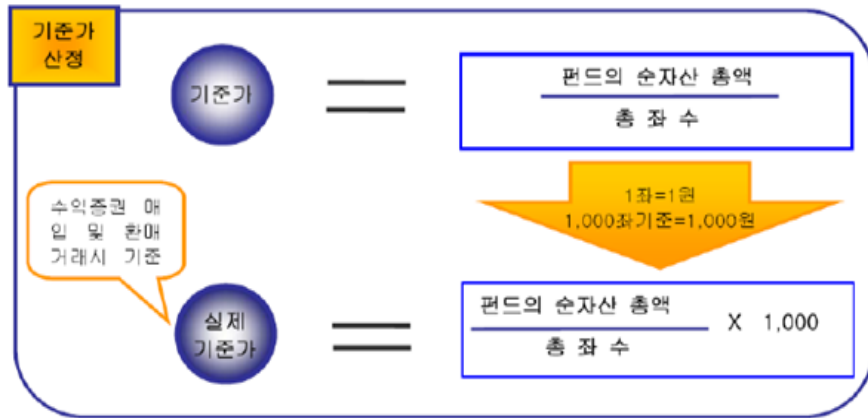 기준가
산정
기준가
펀드의 순자산 총액
총 좌 수
1좌=1원
1,000좌기준=1,000원
수익증권 매
입 및 환매
거래시 기준
실제
기준가
펀드의 순자산 총액
X 1,000
총 좌 수